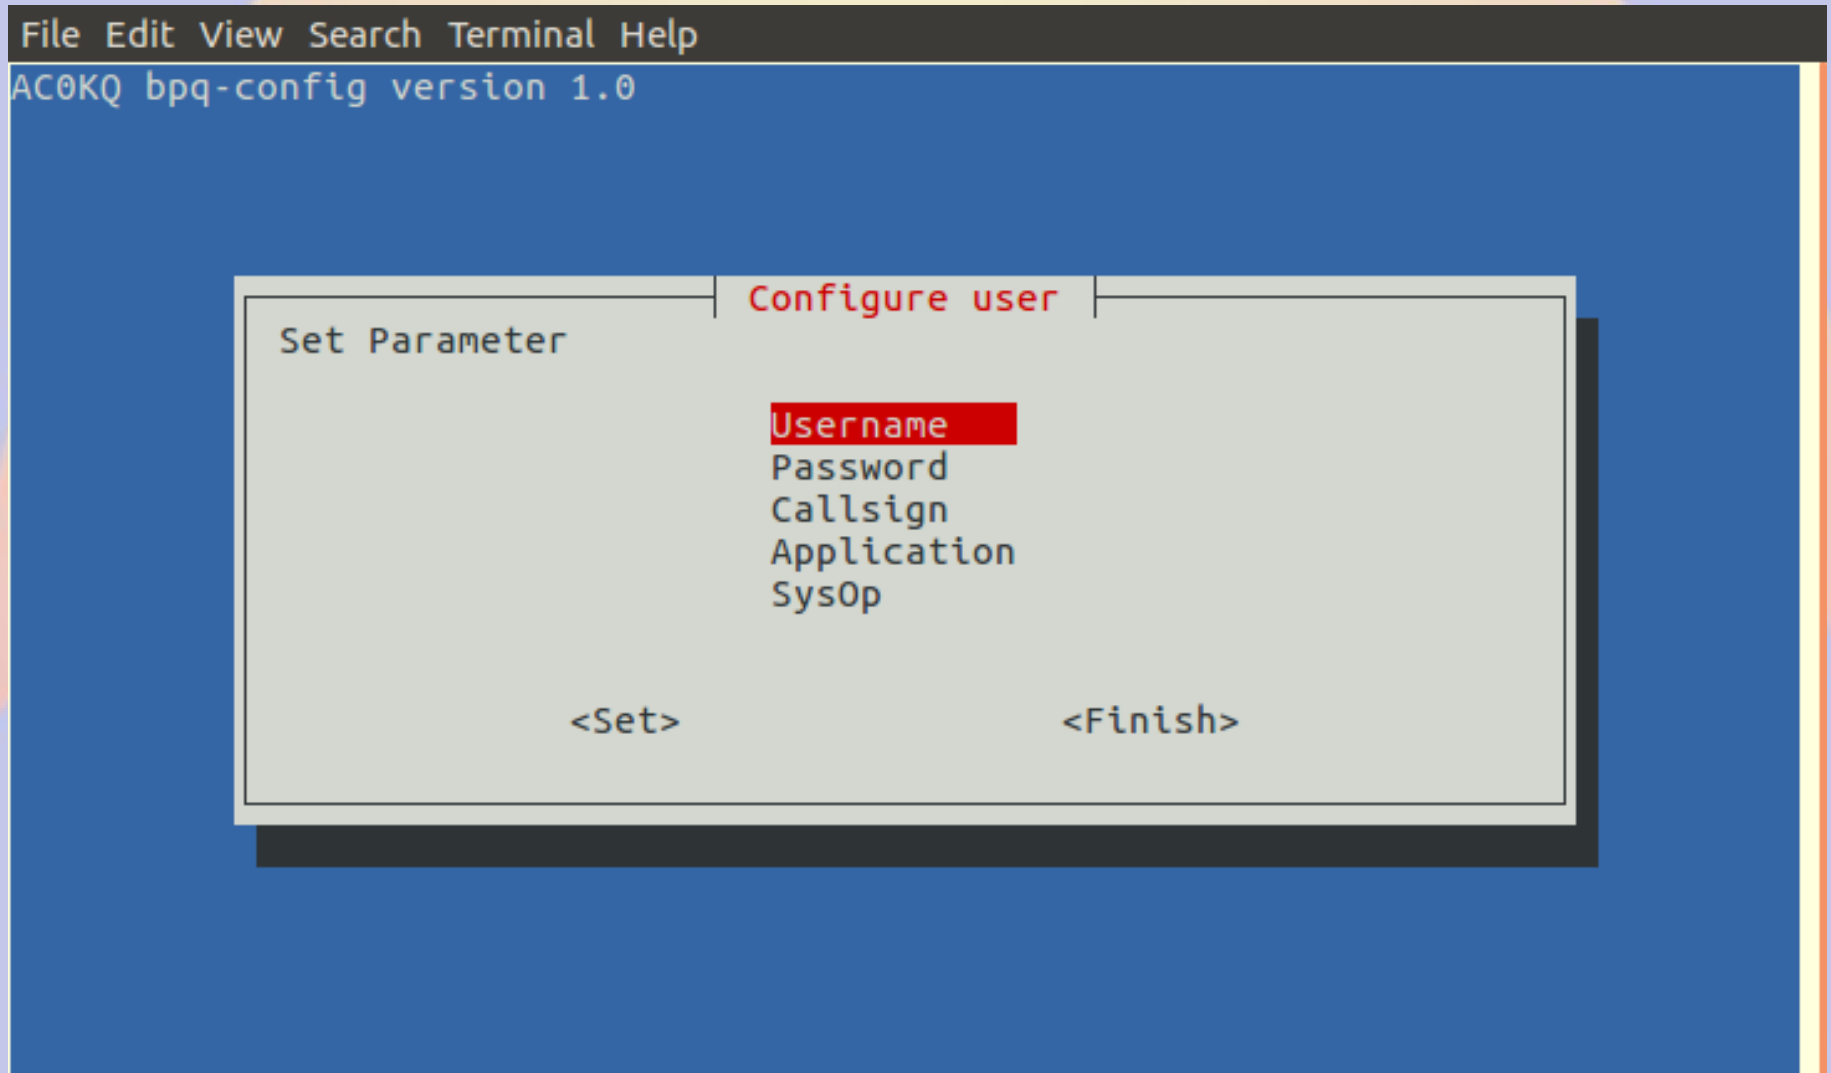 File Edit View Search Terminal Help
AC0KQ bpq-config version 1.0
Configure user
Set Parameter
Username
Password
Callsign
Application
SysOp
<Set> <Finish>